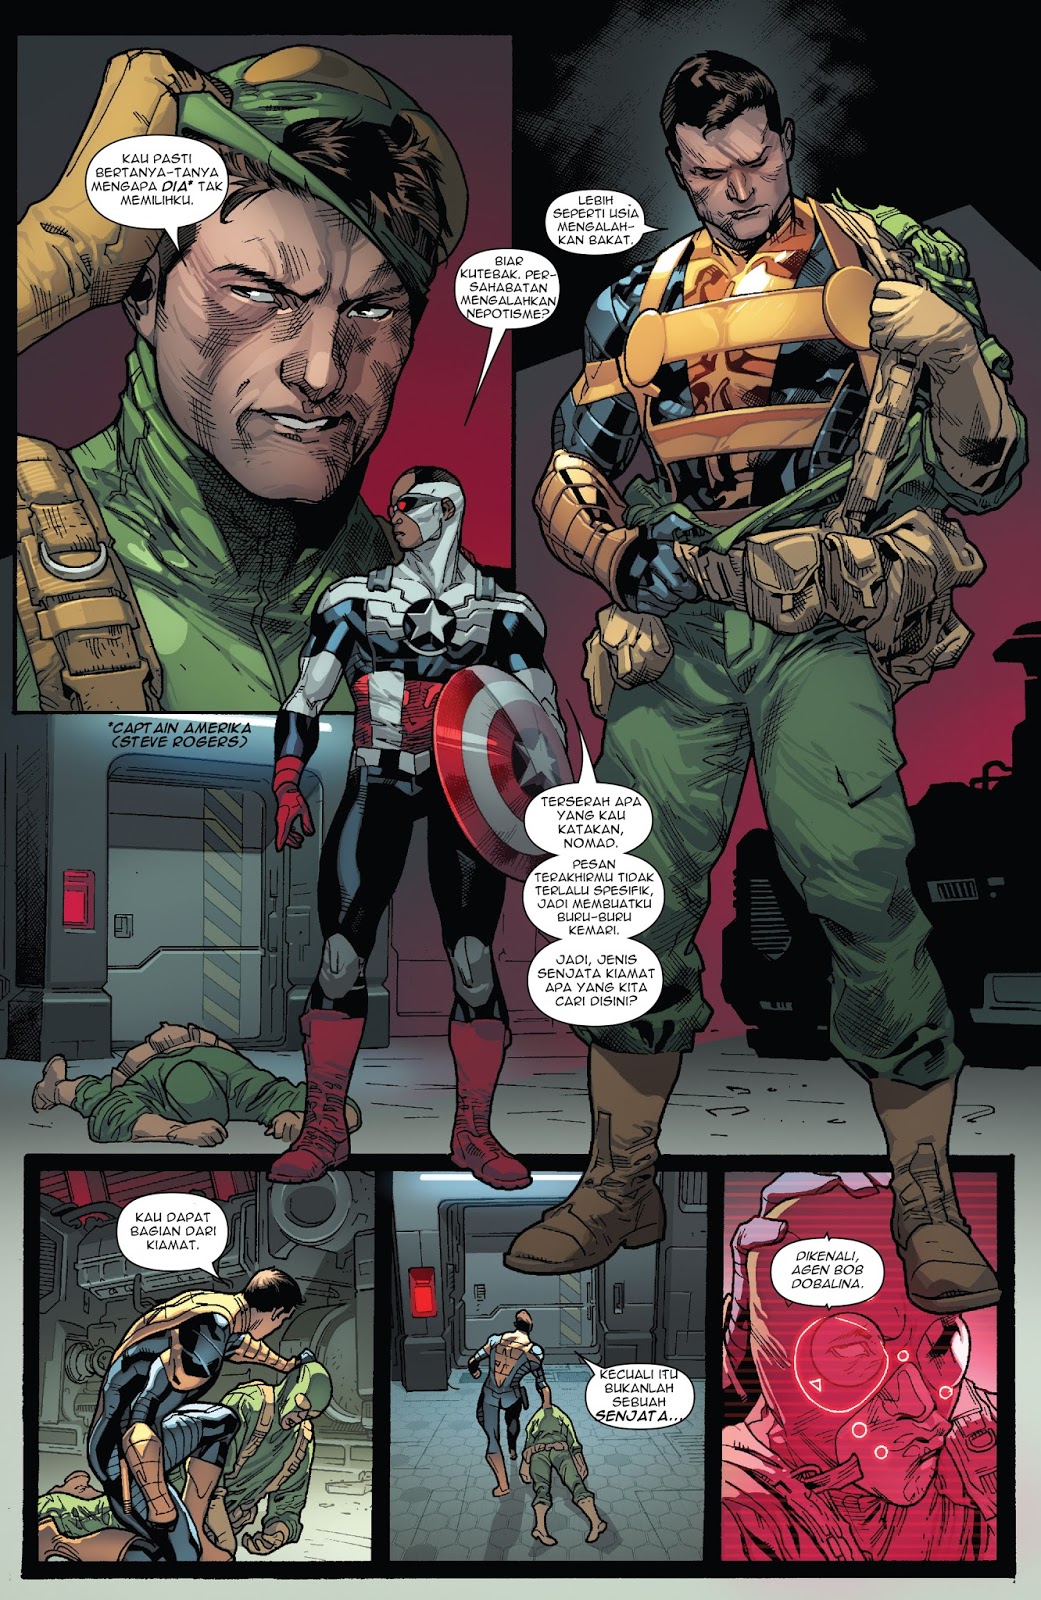 KAU PASTI
BERTANYA-TANYA
MENGAPA DIA* TAK
MEMILIHKU.
BIAR
KUTEBAK. PER-
SAHABATAN
MENGALAHKAN
NEPOTISME?
LEBIH
SEPERTI USIA
MENGALAH-
KAN BAKAT.
*CAPTAIN AMERIKA
(STEVE ROGERS)
TERSERAH APA
YANG KAU
KATAKAN,
NOMAD.
PESAN
TERAKHIRMU TIDAK
TERLALU SPESIFIK,
JADI MEMBUATKU
BURU-BURU
KEMARI.
JADI, JENIS
SENJATA KIAMAT
APA YANG KITA
CARI DISINI?
KAU DAPAT
BAGIAN DARI
KIAMAT.
KECUALI ITU
BUKANLAH
SEBUAH
SENJATA...
DIKENALI,
AGEN BOB
DOBALINA.